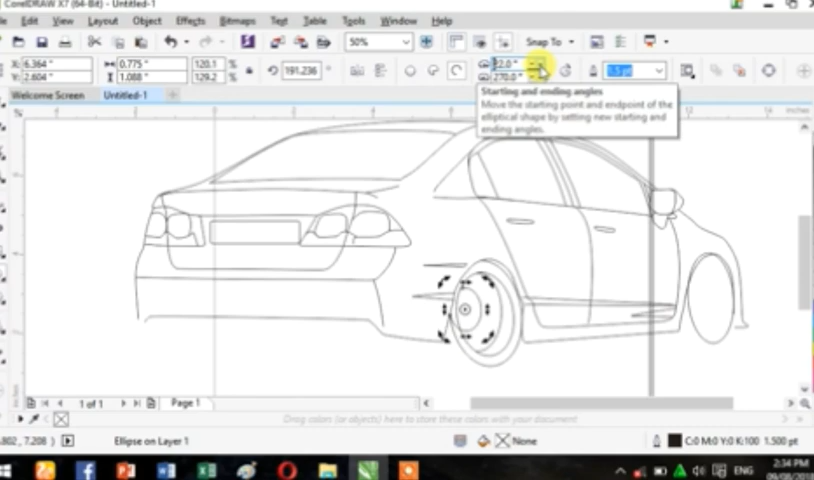 CorelDRAW X7 (64-Bit) - Untitled-1
Edit View Layout Object Effects Bitmaps Text Table Tools Window Help
50% Snap To
X: 6.364 " 0.775 " 120.1 % 191.236 ° 270.0 °
Y: 2.604 " 1.088 " 129.2 %
Welcome Screen Untitled-1
Starting and ending angles
Move the starting point and endpoint of the
elliptical shape by setting new starting and
ending angles.
inches
1 of 1 Page 1
Drag colors (or objects) here to store these colors with your document
802, 7.208 ) Ellipse on Layer 1 None C:0 M:0 Y:0 K:100 1.500 pt
ENG 2:34 PM